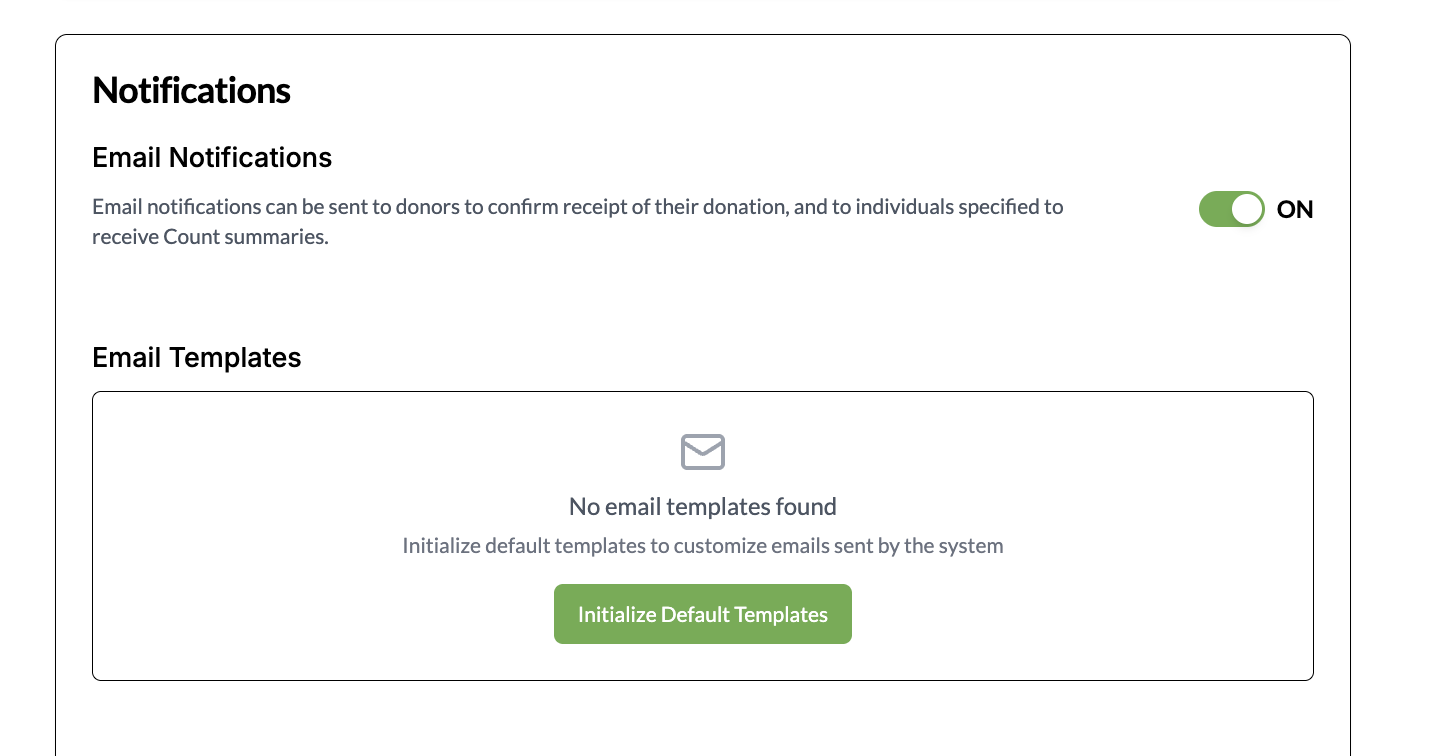 Notifications
Email Notifications
Email notifications can be sent to donors to confirm receipt of their donation, and to individuals specified to
receive Count summaries.
ON
Email Templates
No email templates found
Initialize default templates to customize emails sent by the system
Initialize Default Templates